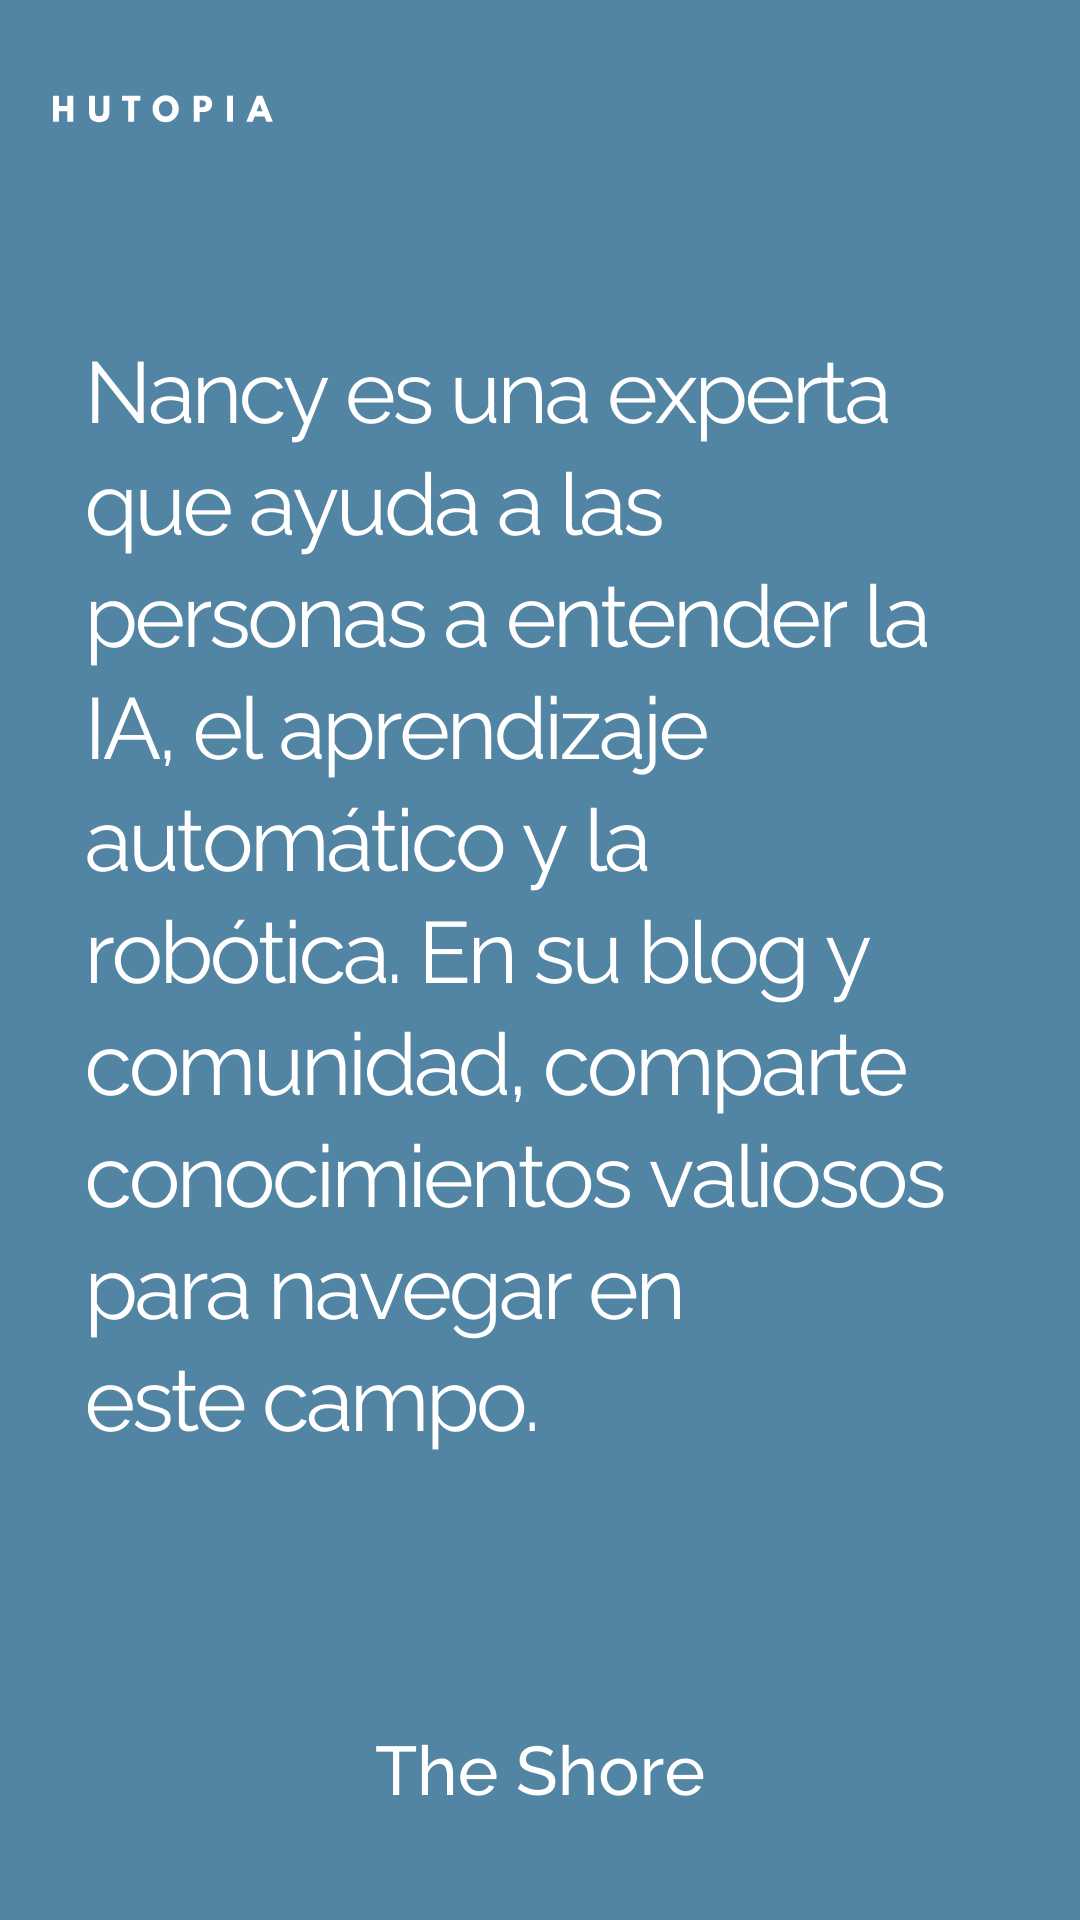 HUTOPIA
Nancy es una experta
que ayuda a las
personas a entender la
IA, el aprendizaje
automático y la
robótica. En su blog y
comunidad, comparte
conocimientos valiosos
para navegar en
este campo.
The Shore